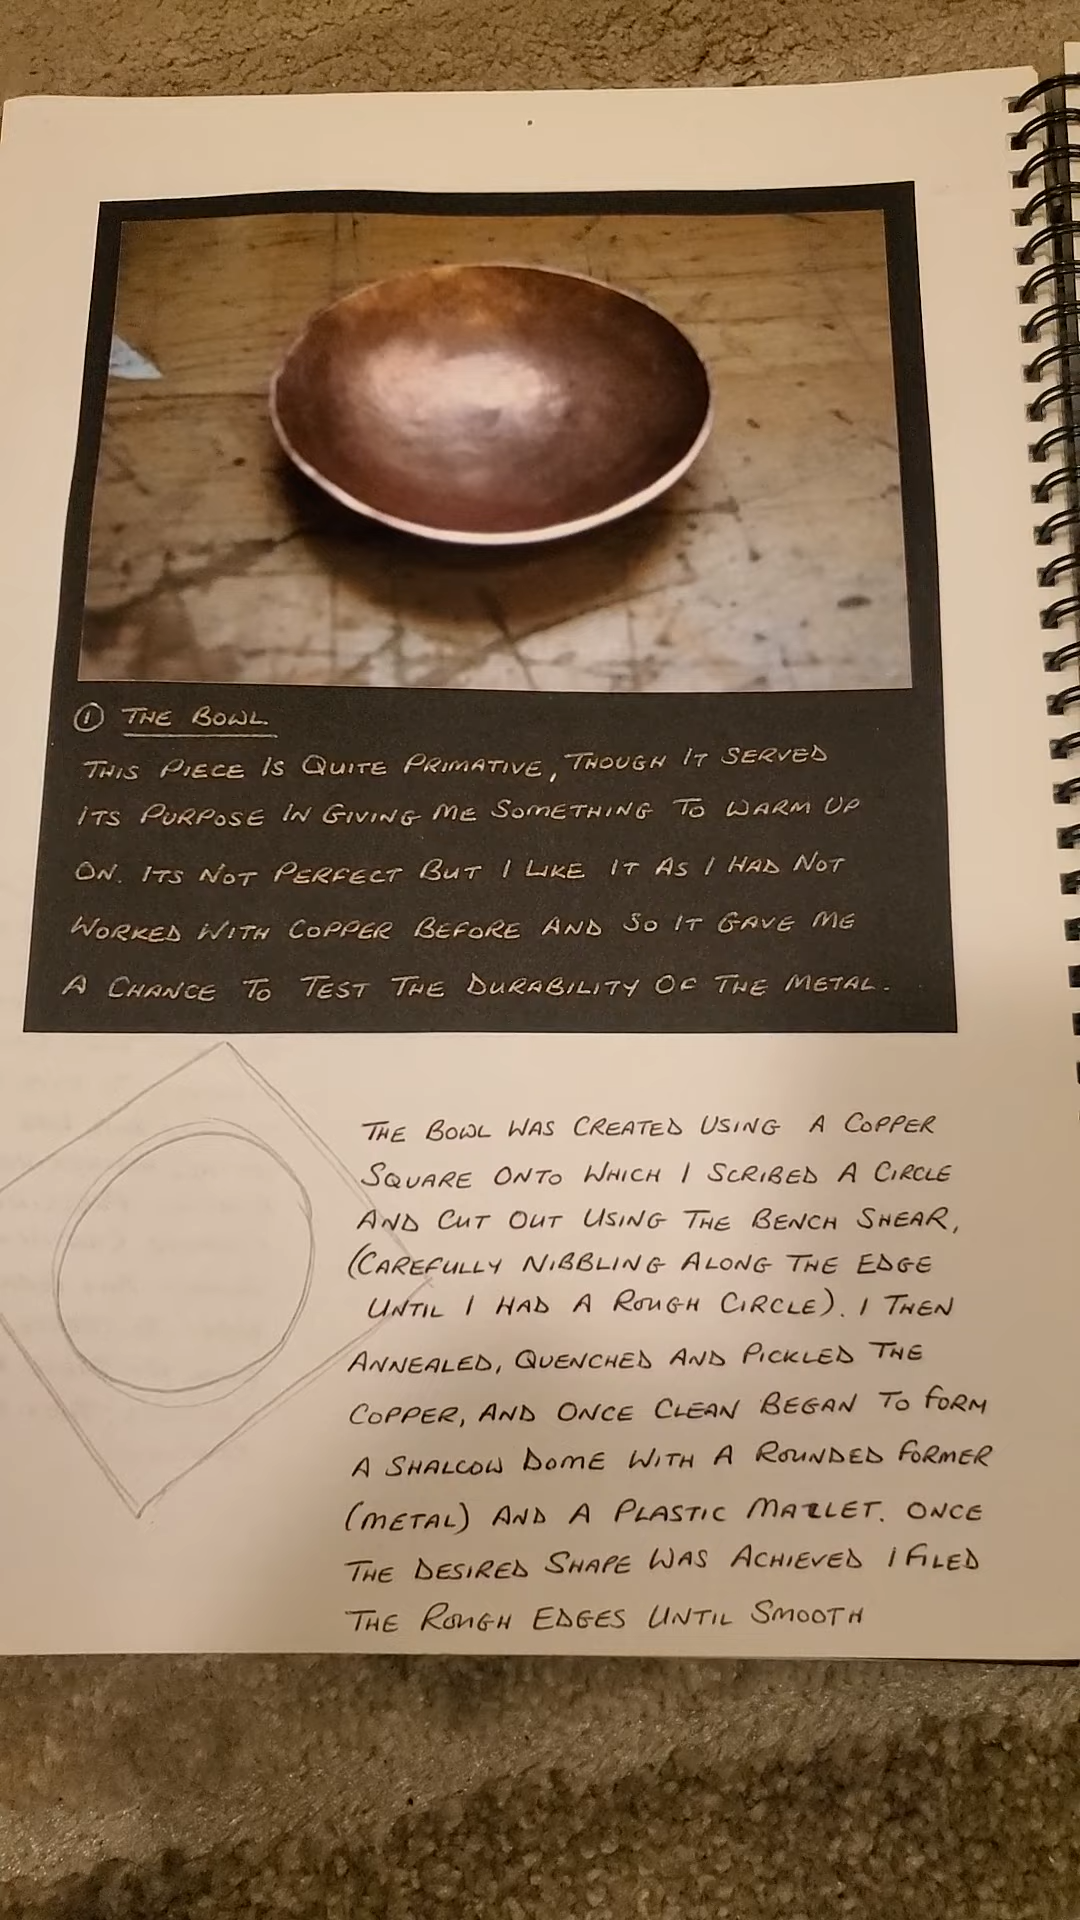 ① THE BOWL
THIS PIECE IS QUITE PRIMATIVE, THOUGH IT SERVED
ITS PURPOSE IN GIVING ME SOMETHING TO WARM UP
ON. ITS NOT PERFECT BUT I LIKE IT AS I HAD NOT
WORKED WITH COPPER BEFORE AND SO IT GAVE ME
A CHANCE TO TEST THE DURABILITY OF THE METAL.
THE BOWL WAS CREATED USING A COPPER
SQUARE ONTO WHICH I SCRIBED A CIRCLE
AND CUT OUT USING THE BENCH SHEAR,
(CAREFULLY NIBBLING ALONG THE EDGE
UNTIL I HAD A ROUGH CIRCLE). I THEN
ANNEALED, QUENCHED AND PICKLED THE
COPPER, AND ONCE CLEAN BEGAN TO FORM
A SHALLOW DOME WITH A ROUNDED FORMER
(METAL) AND A PLASTIC MALLET. ONCE
THE DESIRED SHAPE WAS ACHIEVED I FILED
THE ROUGH EDGES UNTIL SMOOTH